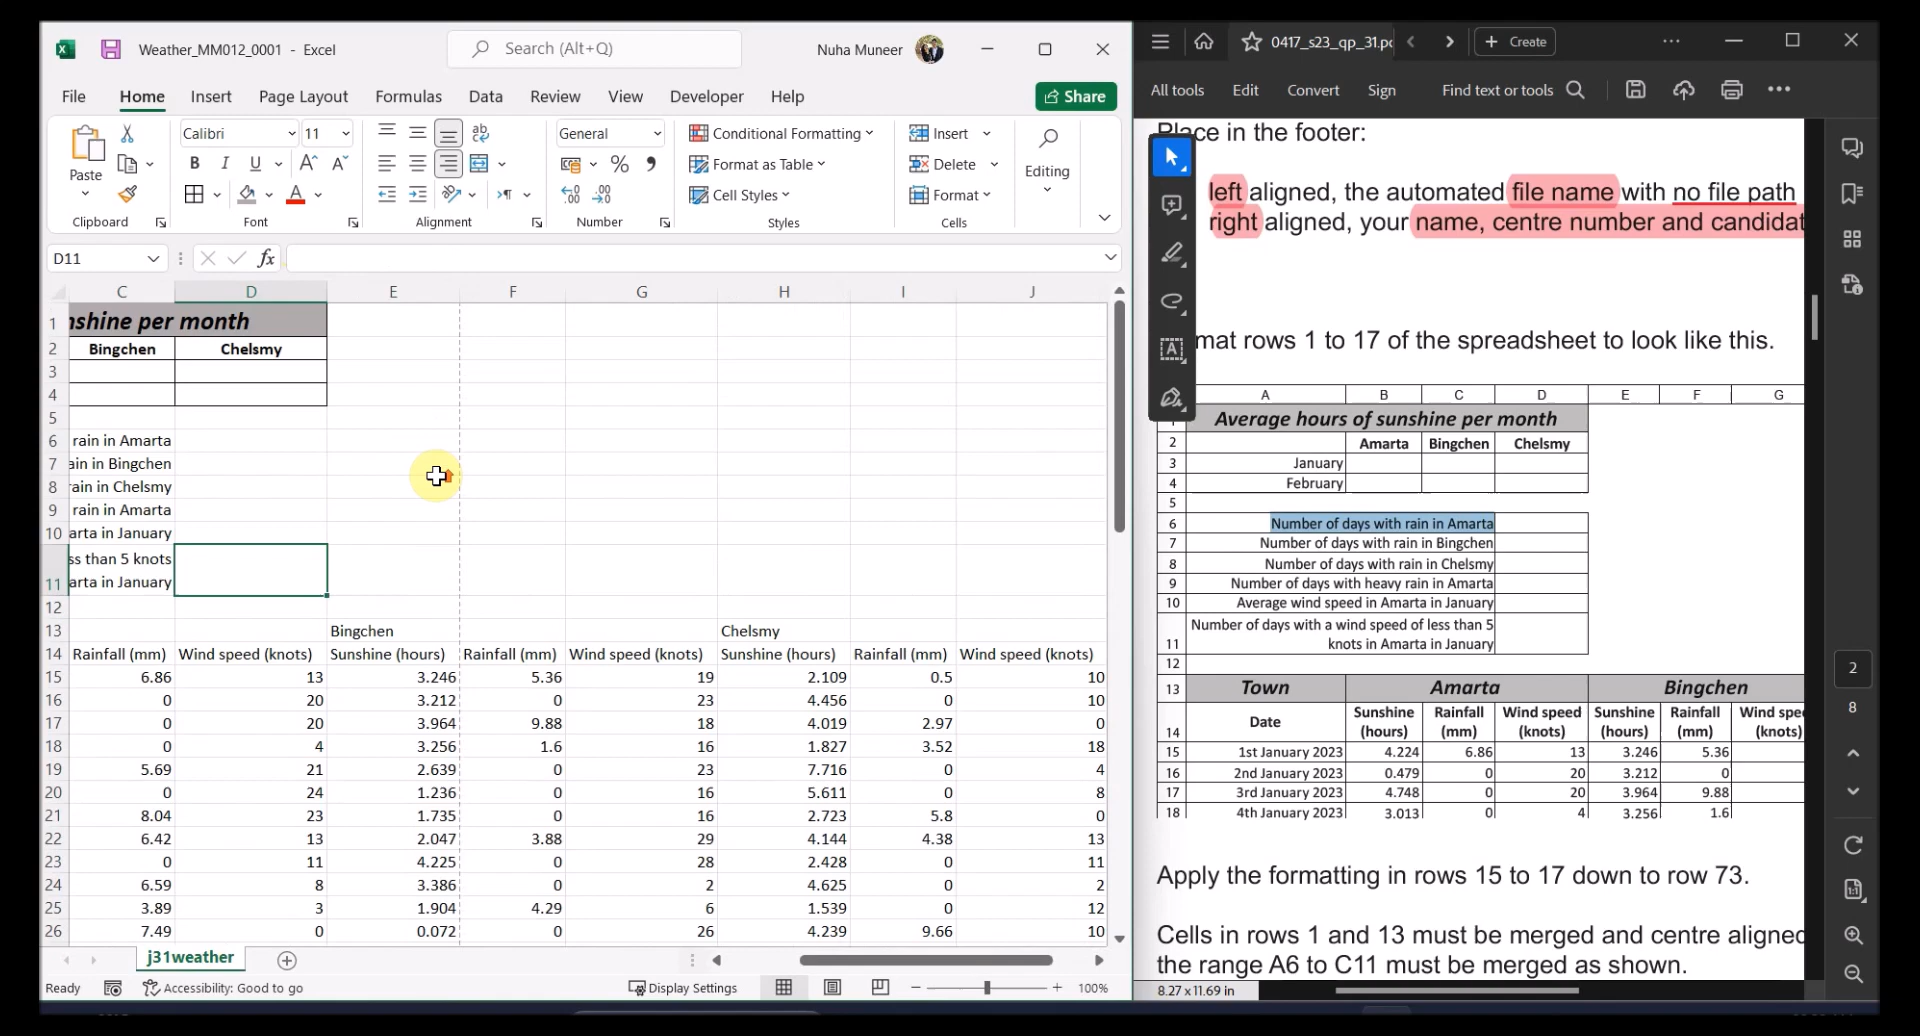 Weather_MM012_0001 - Excel
Search (Alt+Q)
Nuha Muneer
File Home Insert Page Layout Formulas Data Review View Developer Help
Share
Paste
Calibri 11
B I U
Font
ab
Alignment
General
Number
Conditional Formatting
Format as Table
Cell Styles
Styles
Insert
Delete
Format
Cells
Editing
D11
fx
C D E F G H I J
1 nshine per month
2 Bingchen Chelsmy
3
4
5
6 rain in Amarta
7 ain in Bingchen
8 rain in Chelsmy
9 rain in Amarta
10 arta in January
ss than 5 knots
11 arta in January
12
13 Bingchen Chelsmy
14 Rainfall (mm) Wind speed (knots) Sunshine (hours) Rainfall (mm) Wind speed (knots) Sunshine (hours) Rainfall (mm) Wind speed (knots)
15 6.86 13 3.246 5.36 19 2.109 0.5 10
16 0 20 3.212 0 23 4.456 0 10
17 0 20 3.964 9.88 18 4.019 2.97 0
18 0 4 3.256 1.6 16 1.827 3.52 18
19 5.69 21 2.639 0 23 7.716 0 4
20 0 24 1.236 0 16 5.611 0 8
21 8.04 23 1.735 0 16 2.723 5.8 0
22 6.42 13 2.047 3.88 29 4.144 4.38 13
23 0 11 4.225 0 28 2.428 0 11
24 6.59 8 3.386 0 2 4.625 0 2
25 3.89 3 1.904 4.29 6 1.539 0 12
26 7.49 0 0.072 0 26 4.239 9.66 10
j31weather
Ready Accessibility: Good to go Display Settings 100%
0417_s23_qp_31.pc
Create
All tools Edit Convert Sign Find text or tools
Place in the footer:
left aligned, the automated file name with no file path
right aligned, your name, centre number and candidat
mat rows 1 to 17 of the spreadsheet to look like this.
A B C D E F G
1 Average hours of sunshine per month
2 Amarta Bingchen Chelsmy
3 January
4 February
5
6 Number of days with rain in Amarta
7 Number of days with rain in Bingchen
8 Number of days with rain in Chelsmy
9 Number of days with heavy rain in Amarta
10 Average wind speed in Amarta in January
Number of days with a wind speed of less than 5
11 knots in Amarta in January
12
13 Town Amarta Bingchen
14 Date Sunshine (hours) Rainfall (mm) Wind speed (knots) Sunshine (hours) Rainfall (mm) Wind spe (knots)
15 1st January 2023 4.224 6.86 13 3.246 5.36
16 2nd January 2023 0.479 0 20 3.212 0
17 3rd January 2023 4.748 0 20 3.964 9.88
18 4th January 2023 3.013 0 4 3.256 1.6
Apply the formatting in rows 15 to 17 down to row 73.
Cells in rows 1 and 13 must be merged and centre aligned
the range A6 to C11 must be merged as shown.
8.27 x 11.69 in
2
8